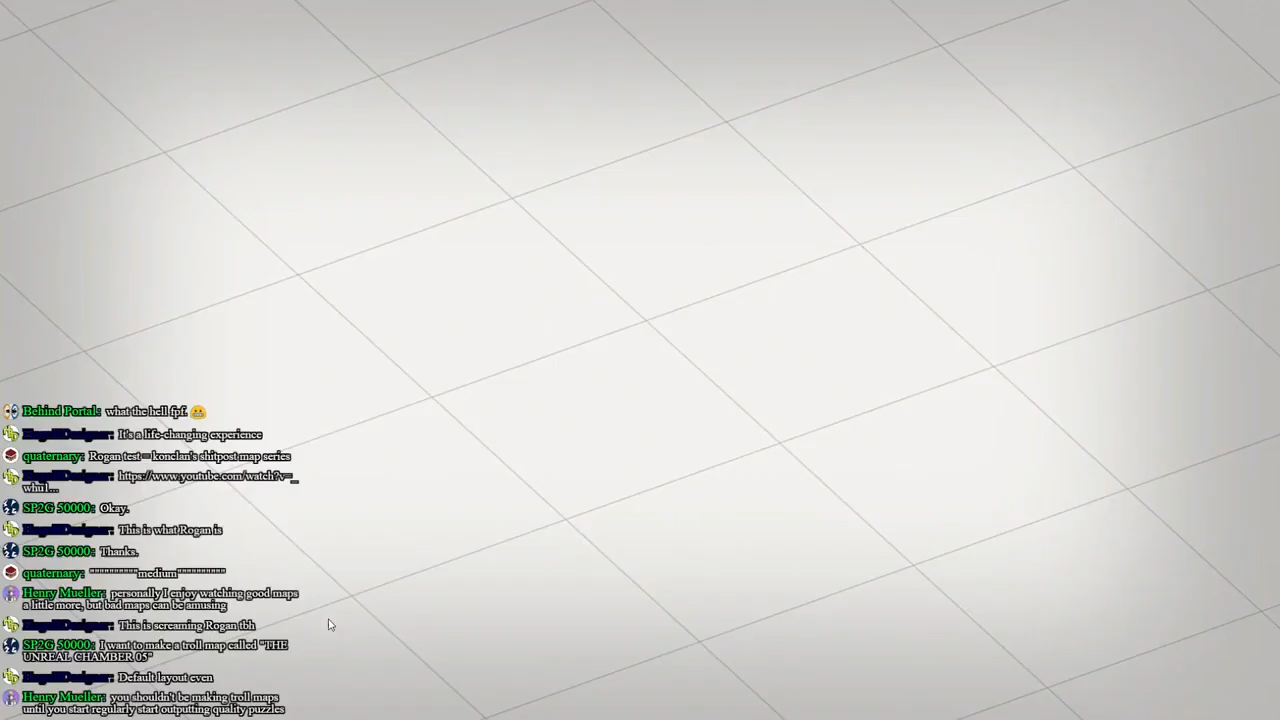 Behind Portal: what the hell fpf. 😬
: It's a life-changing experience
quaternary: Rogan test = konclan's shitpost map series
: https://www.youtube.com/watch?v=_
whu1...
SP2G 50000: Okay.
: This is what Rogan is
SP2G 50000: Thanks.
quaternary: """"""""""medium""""""""""
Henry Mueller: personally I enjoy watching good maps
a little more, but bad maps can be amusing
: This is screaming Rogan tbh
SP2G 50000: I want to make a troll map called "THE
UNREAL CHAMBER 05"
: Default layout even
Henry Mueller: you shouldn't be making troll maps
until you start regularly start outputting quality puzzles